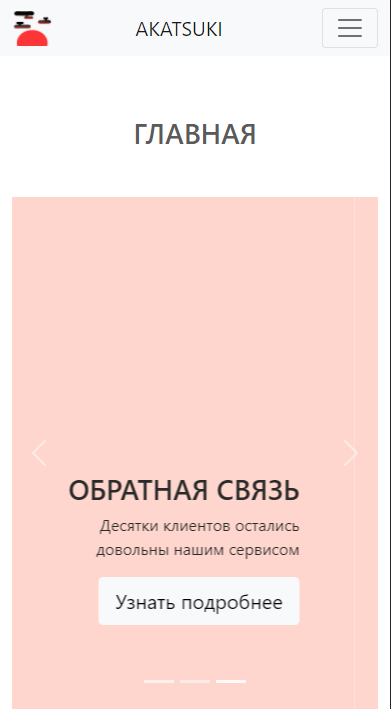 AKATSUKI
ГЛАВНАЯ
ОБРАТНАЯ СВЯЗЬ
Десятки клиентов остались
довольны нашим сервисом
Узнать подробнее